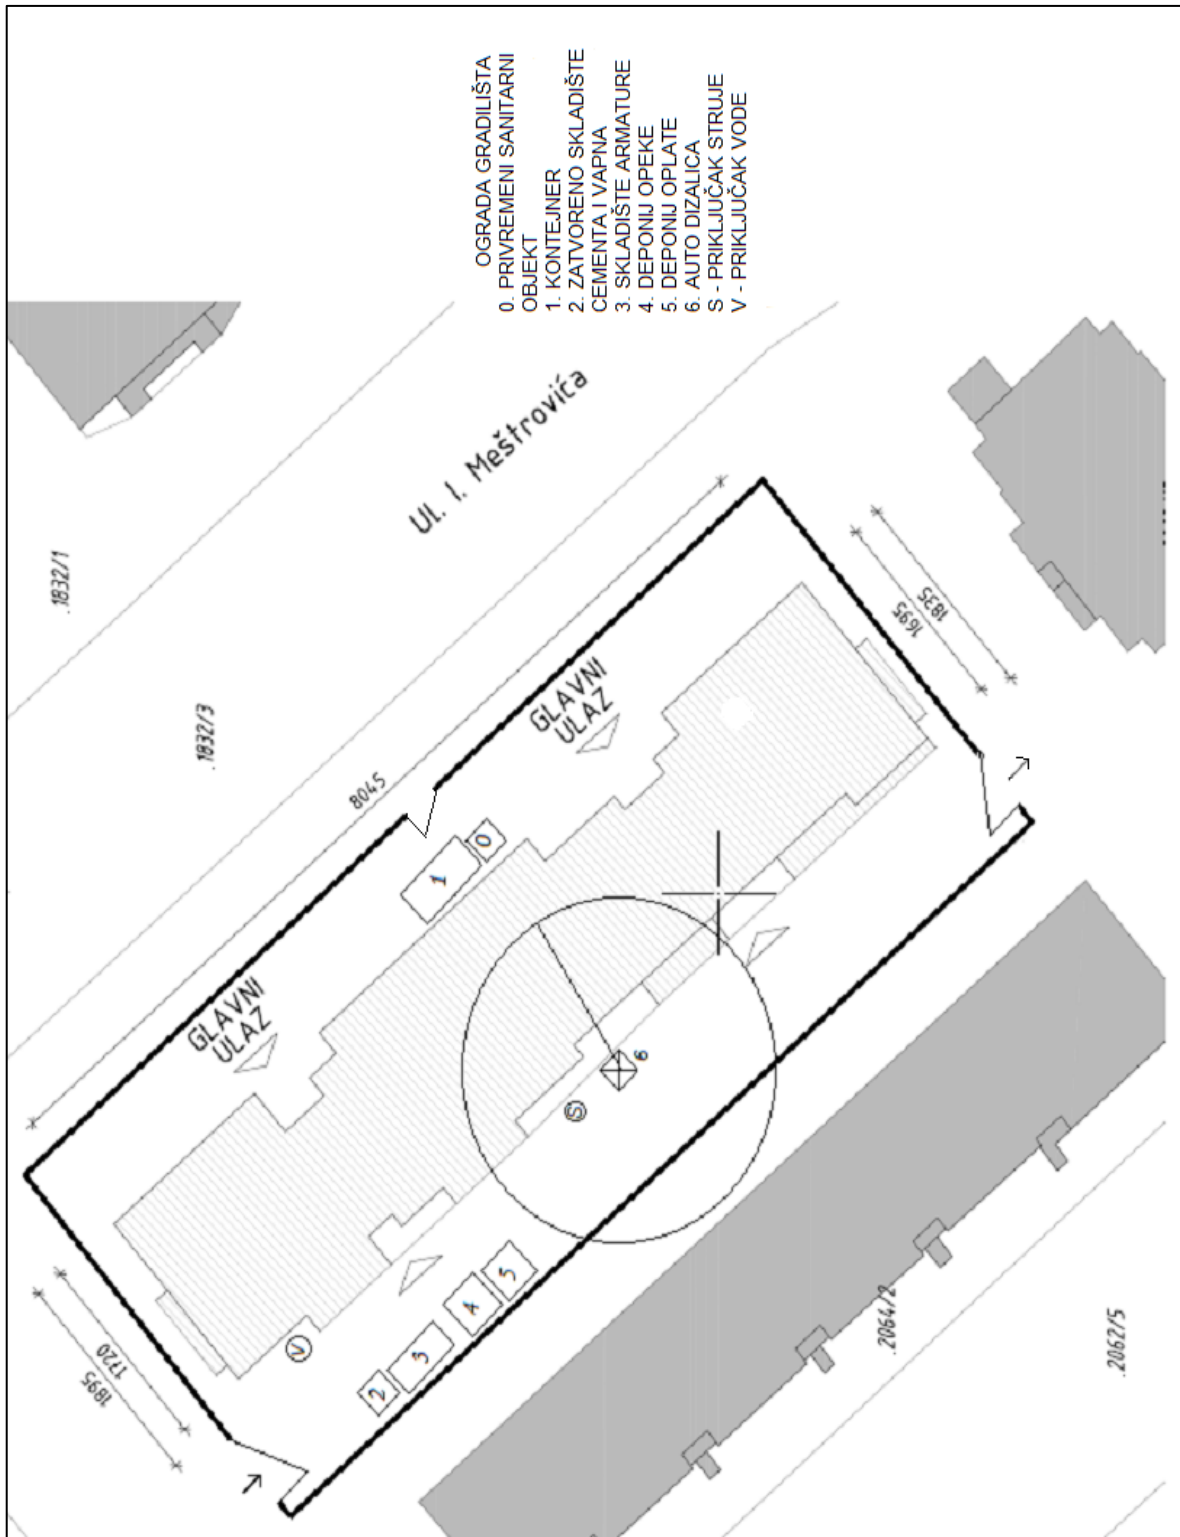 OGRADA GRADILIŠTA
0. PRIVREMENI SANITARNI
OBJEKT
1. KONTEJNER
2. ZATVORENO SKLADIŠTE
CEMENTA I VAPNA
3. SKLADIŠTE ARMATURE
4. DEPONIJ OPEKE
5. DEPONIJ OPLATE
6. AUTO DIZALICA
S - PRIKLJUČAK STRUJE
V - PRIKLJUČAK VODE
Ul. I. Meštrovića
.1832/1
.1832/3
8045
GLAVNI
ULAZ
1695
1835
0
1
GLAVNI
ULAZ
6
S
V
1720
1895
2
3
4
5
.2064/2
.2062/5